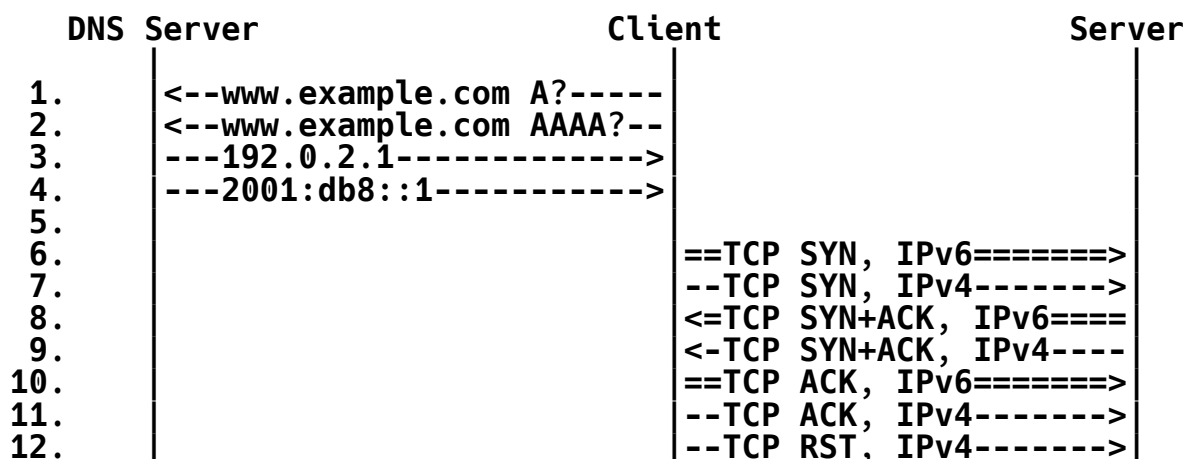 DNS Server                  Client                  Server
        |                          |                       |
 1.     |<--www.example.com A?-----|                       |
 2.     |<--www.example.com AAAA?--|                       |
 3.     |---192.0.2.1------------->|                       |
 4.     |---2001:db8::1----------->|                       |
 5.     |                          |                       |
 6.     |                          |==TCP SYN, IPv6=======>|
 7.     |                          |--TCP SYN, IPv4------->|
 8.     |                          |<=TCP SYN+ACK, IPv6====|
 9.     |                          |<-TCP SYN+ACK, IPv4----|
10.     |                          |==TCP ACK, IPv6=======>|
11.     |                          |--TCP ACK, IPv4------->|
12.     |                          |--TCP RST, IPv4------->|